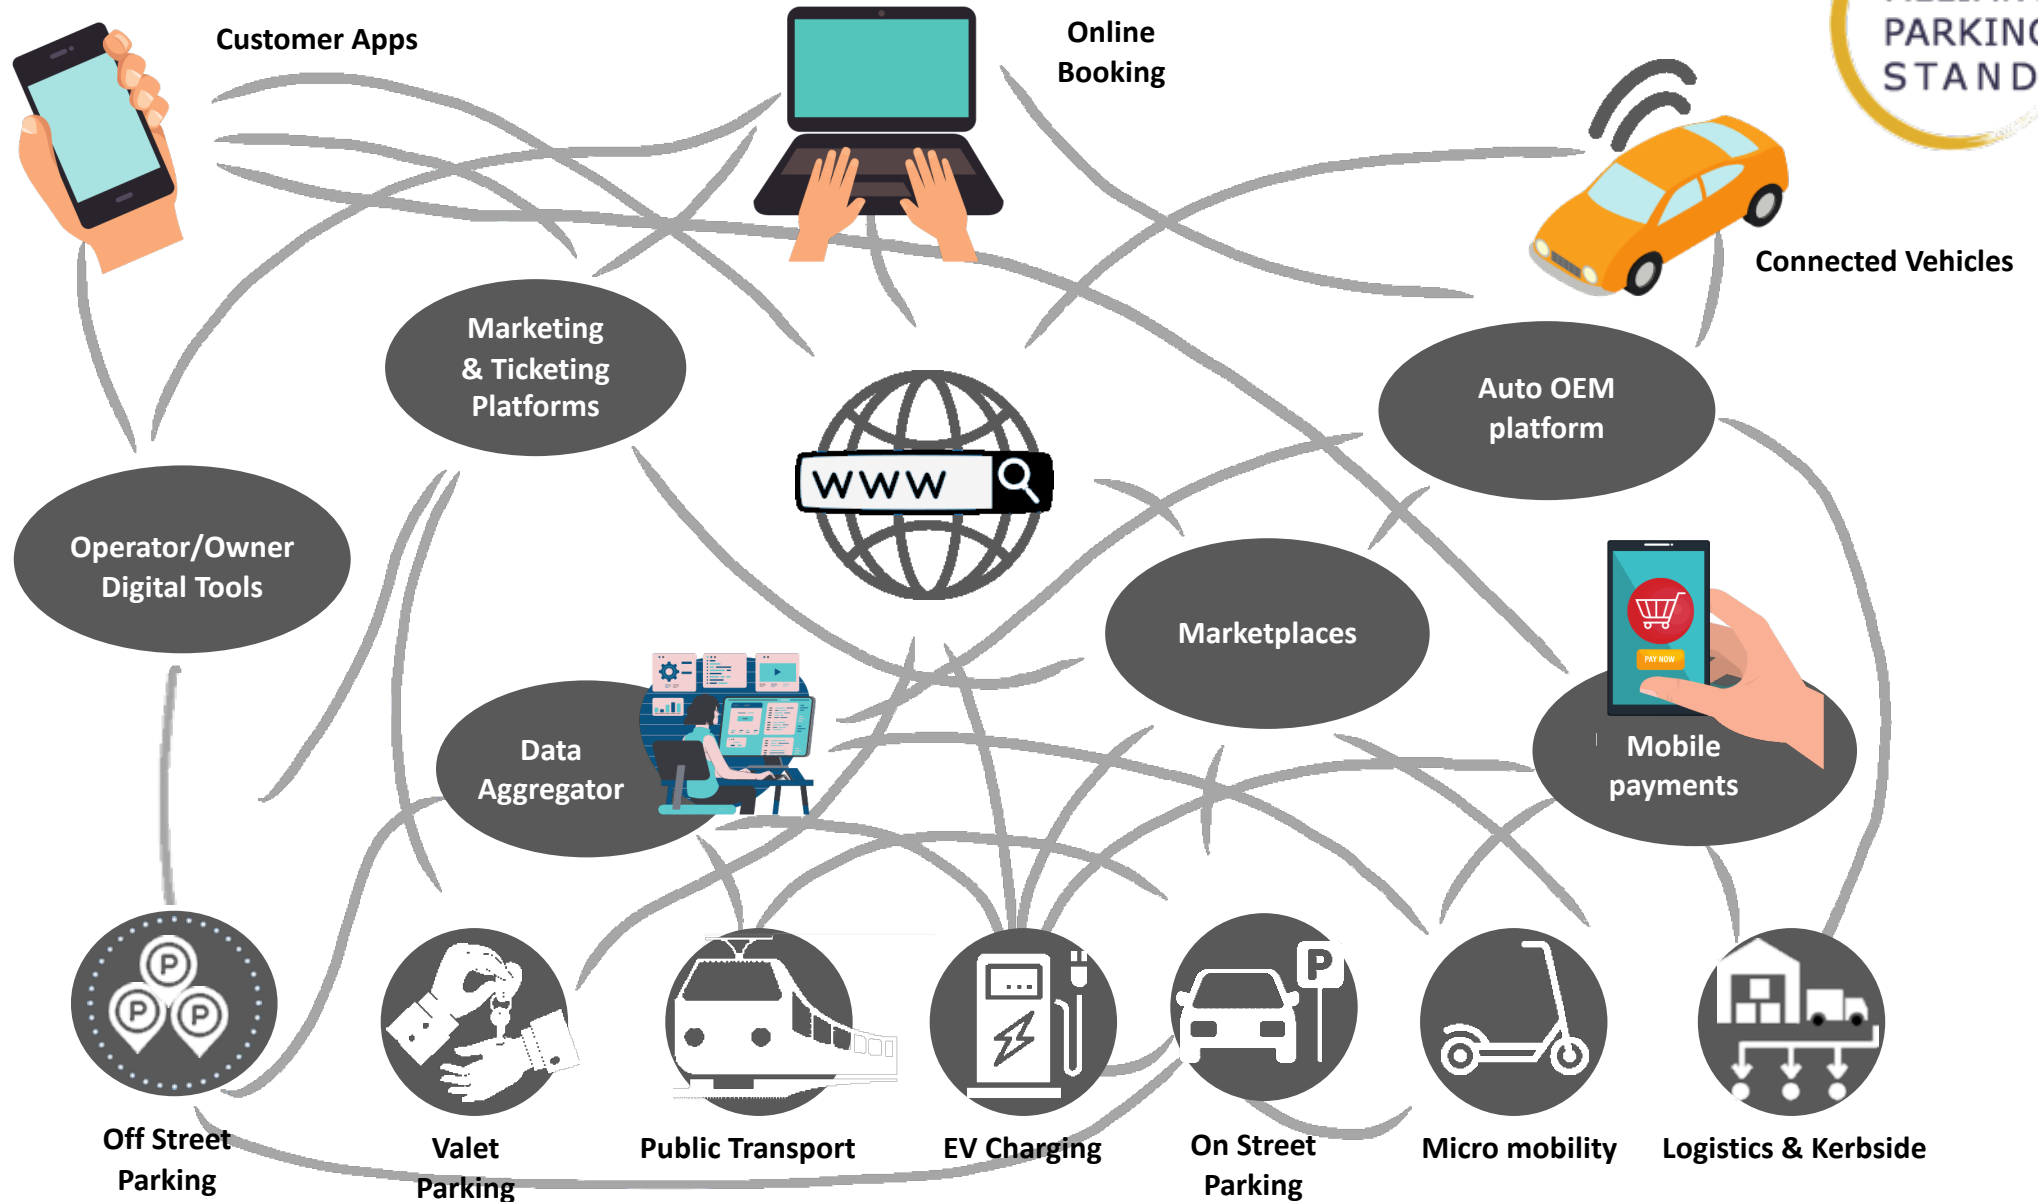 Customer Apps
Online
Booking
PARKING
STAND
Connected Vehicles
Marketing
& Ticketing
Platforms
Auto OEM
platform
WWW
Operator/Owner
Digital Tools
Marketplaces
PAY NOW
Data
Aggregator
Mobile
payments
P
P
P
P
Off Street
Parking
Valet
Parking
Public Transport
EV Charging
On Street
Parking
Micro mobility
Logistics & Kerbside